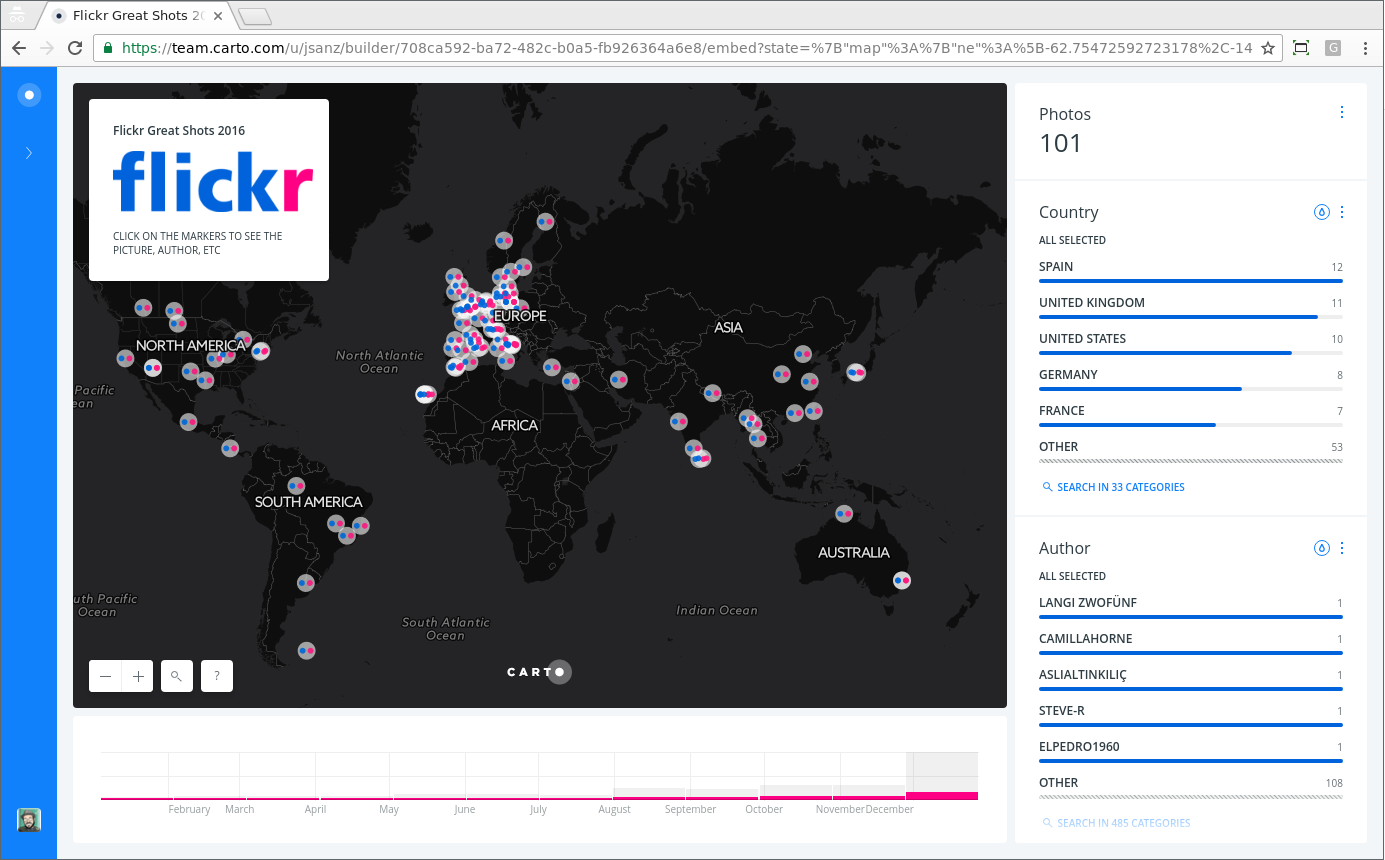 Flickr Great Shots 20
https://team.carto.com/u/jsanz/builder/708ca592-ba72-482c-b0a5-fb926364a6e8/embed?state=%7B"map"%3A%7B"ne"%3A%5B-62.75472592723178%2C-14
G
Flickr Great Shots 2016
flickr
CLICK ON THE MARKERS TO SEE THE
PICTURE, AUTHOR, ETC
NORTH AMERICA
North Atlantic
Ocean
EUROPE
ASIA
Pacific
ean
AFRICA
SOUTH AMERICA
AUSTRALIA
uth Pacific
Ocean
South Atlantic
Ocean
Indian Ocean
− + ?
CARTO
February March April May June July August September October November December
Photos
101
Country
ALL SELECTED
SPAIN 12
UNITED KINGDOM 11
UNITED STATES 10
GERMANY 8
FRANCE 7
OTHER 53
SEARCH IN 33 CATEGORIES
Author
ALL SELECTED
LANGI ZWOFÜNF 1
CAMILLAHORNE 1
ASLIALTINKILIÇ 1
STEVE-R 1
ELPEDRO1960 1
OTHER 108
SEARCH IN 485 CATEGORIES